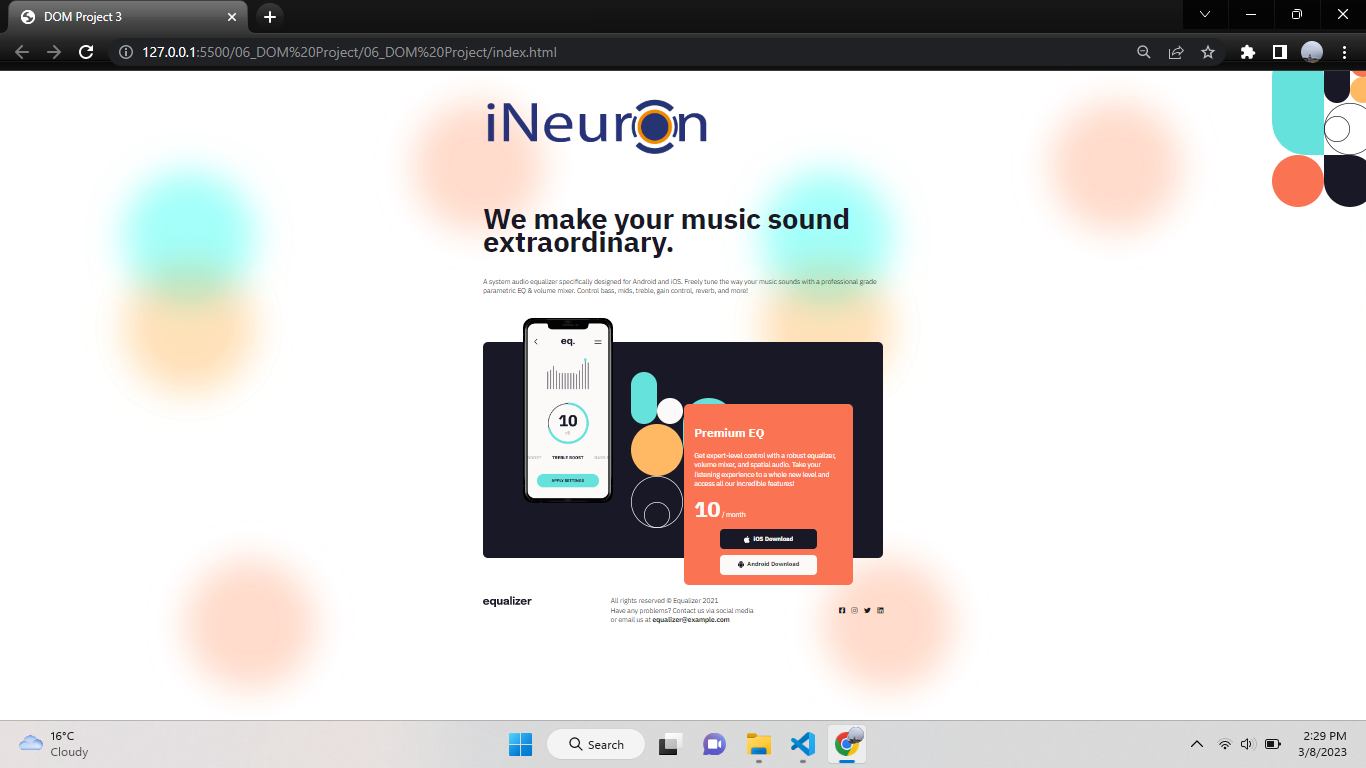 DOM Project 3
127.0.0.1:5500/06_DOM%20Project/06_DOM%20Project/index.html
iNeuron
We make your music sound
extraordinary.
A system audio equalizer specifically designed for Android and iOS. Freely tune the way your music sounds with a professional grade
parametric EQ & volume mixer. Control bass, mids, treble, gain control, reverb, and more!
eq.
10
TREBLE BOOST
APPLY SETTINGS
Premium EQ
Get expert-level control with a robust equalizer,
volume mixer, and spatial audio. Take your
listening experience to a whole new level and
access all our incredible features!
10 / month
iOS Download
Android Download
equalizer
All rights reserved © Equalizer 2021
Have any problems? Contact us via social media
or email us at equalizer@example.com
16°C
Cloudy
Search
2:29 PM
3/8/2023